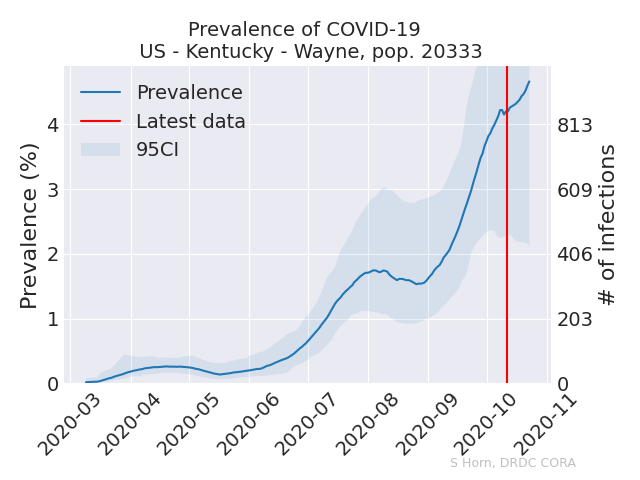 Prevalence of COVID-19
US - Kentucky - Wayne, pop. 20333
Prevalence
Latest data
95CI
Prevalence (%)
4
3
2
1
0
813
609
406
203
0
# of infections
2020-03
2020-04
2020-05
2020-06
2020-07
2020-08
2020-09
2020-10
2020-11
S Horn, DRDC CORA